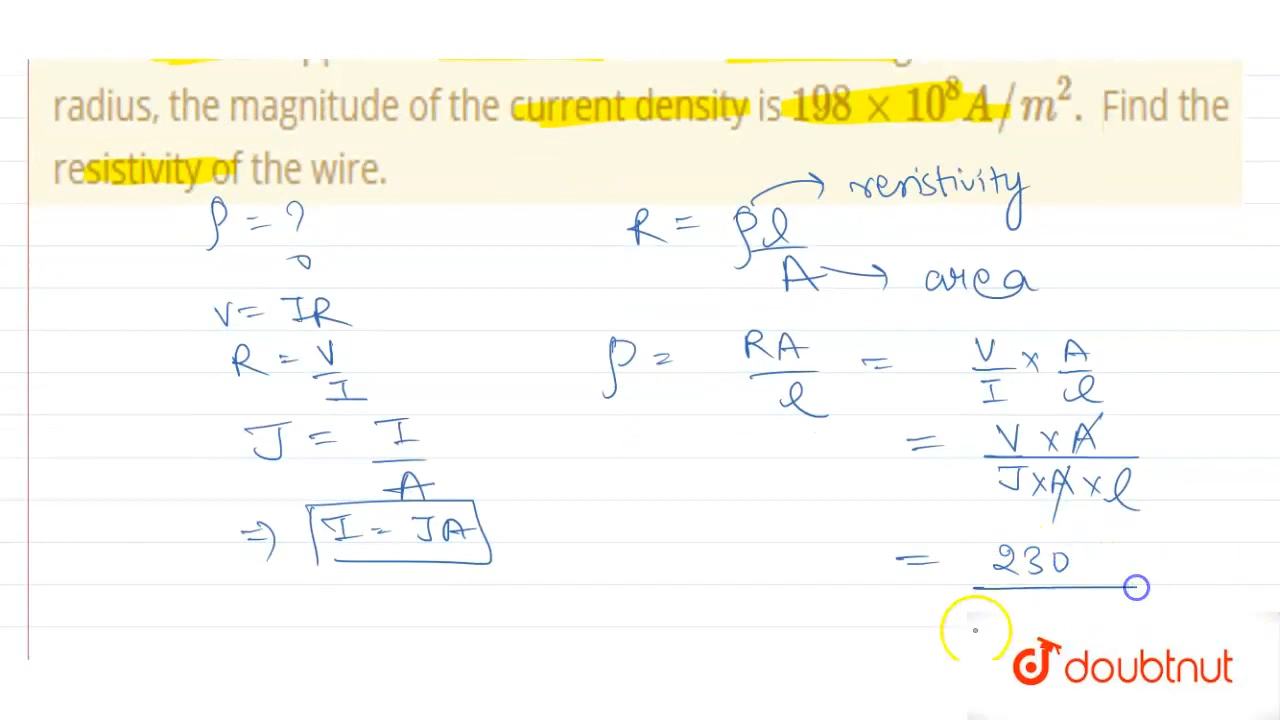 radius, the magnitude of the current density is 198 × 10⁸ A/m². Find the
resistivity of the wire.
ρ = ?
R = ρl/A
resistivity
area
V = IR
R = V/I
ρ = RA/l = V/I × A/l
J = I/A
= V × A / J × A × l
⇒ I = JA
= 230
doubtnut